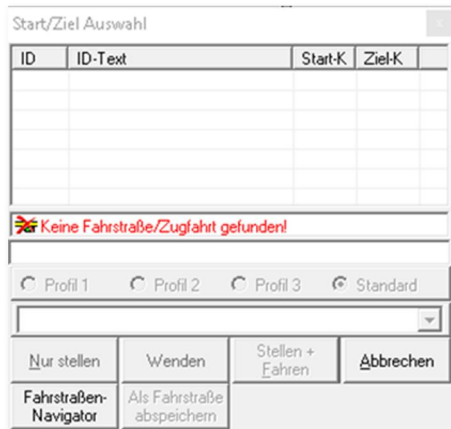 Start/Ziel Auswahl
ID ID-Text Start-K Ziel-K
Keine Fahrstraße/Zugfahrt gefunden!
Profil 1 Profil 2 Profil 3 Standard
Nur stellen Wenden Stellen + Fahren Abbrechen
Fahrstraßen-Navigator Als Fahrstraße abspeichern